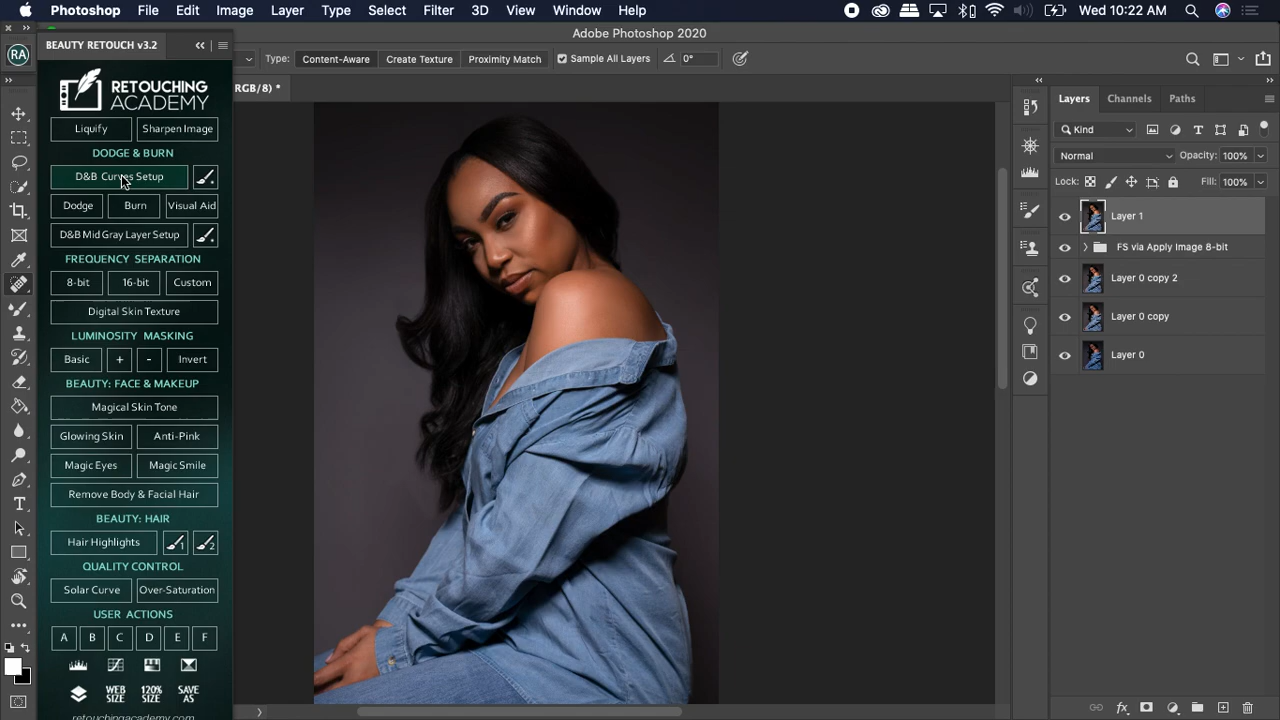 Photoshop File Edit Image Layer Type Select Filter 3D View Window Help Wed 10:22 AM
Adobe Photoshop 2020
RA BEAUTY RETOUCH v3.2
Type: Content-Aware Create Texture Proximity Match Sample All Layers 0°
RGB/8) *
RETOUCHING
ACADEMY
Liquify Sharpen Image
DODGE & BURN
D&B Curves Setup
Dodge Burn Visual Aid
D&B Mid Gray Layer Setup
FREQUENCY SEPARATION
8-bit 16-bit Custom
Digital Skin Texture
LUMINOSITY MASKING
Basic + - Invert
BEAUTY: FACE & MAKEUP
Magical Skin Tone
Glowing Skin Anti-Pink
Magic Eyes Magic Smile
Remove Body & Facial Hair
BEAUTY: HAIR
Hair Highlights 1 2
QUALITY CONTROL
Solar Curve Over-Saturation
USER ACTIONS
A B C D E F
WEB SIZE 120% SIZE SAVE AS
retouchingacademy.com
Layers Channels Paths
Kind
Normal Opacity: 100%
Lock: Fill: 100%
Layer 1
FS via Apply Image 8-bit
Layer 0 copy 2
Layer 0 copy
Layer 0